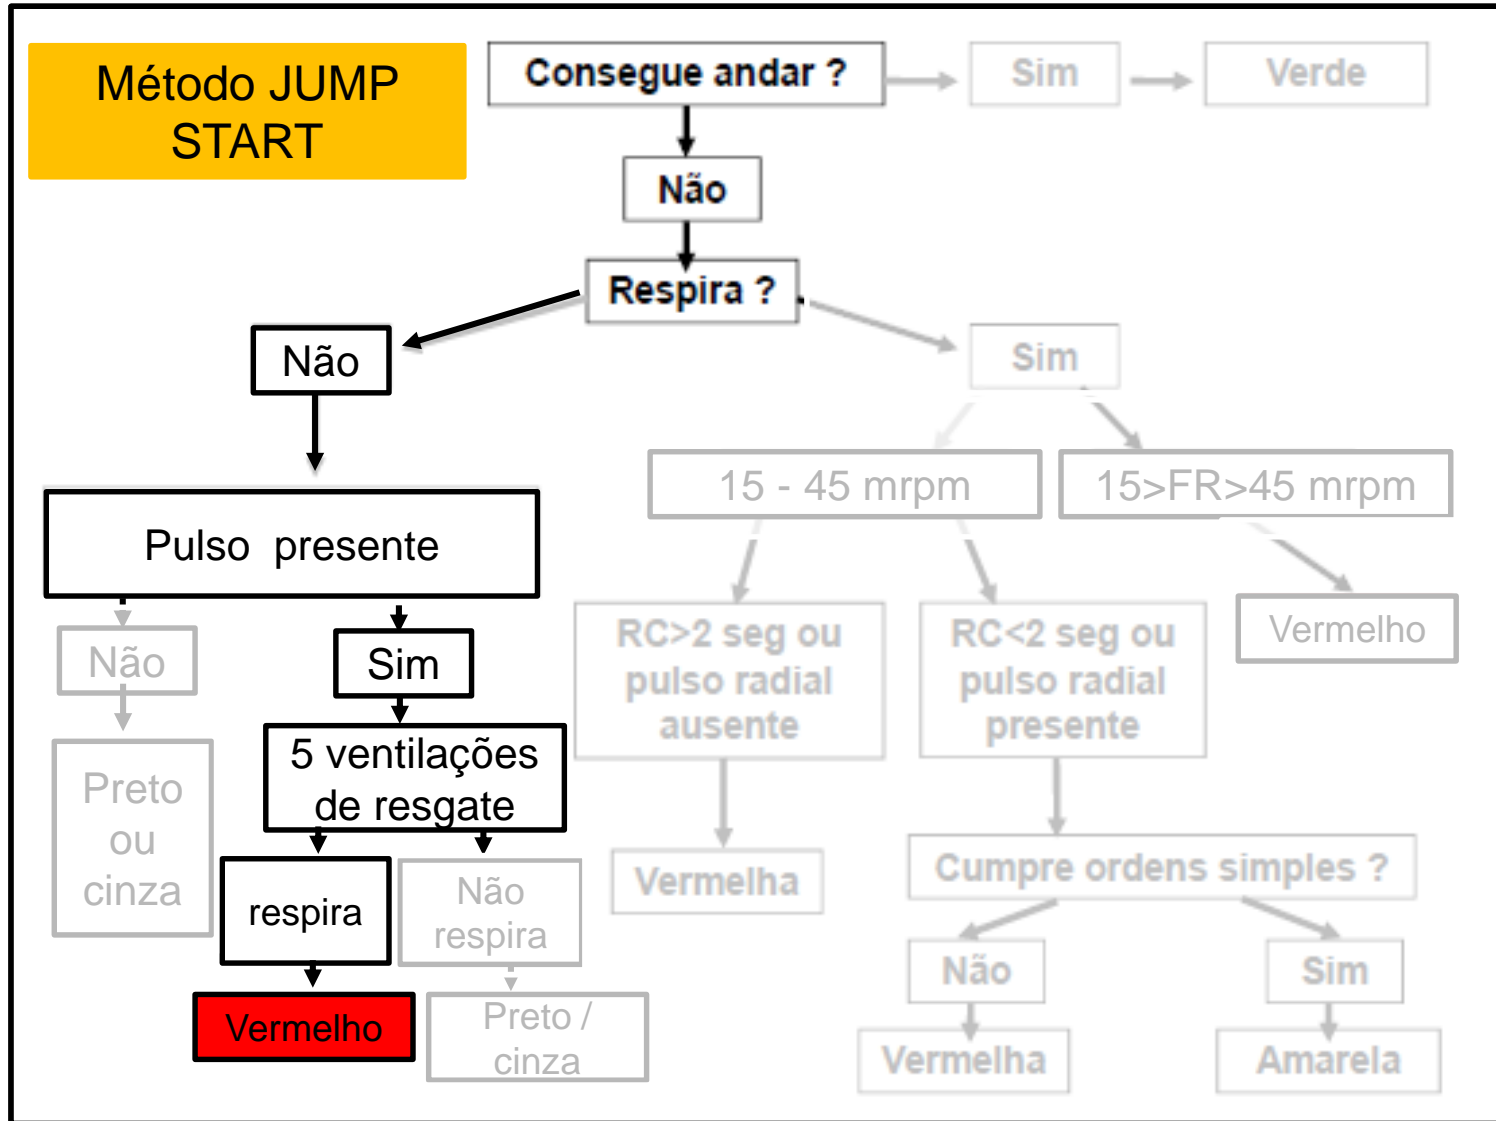 Método JUMP
START
Consegue andar ?
Sim
Verde
Não
Respira ?
Não
Sim
15 - 45 mrpm
15>FR>45 mrpm
Pulso presente
Não
Sim
RC>2 seg ou
pulso radial
ausente
RC<2 seg ou
pulso radial
presente
Vermelho
Preto
ou
cinza
5 ventilações
de resgate
respira
Não
respira
Vermelha
Cumpre ordens simples ?
Não
Sim
Vermelho
Preto /
cinza
Vermelha
Amarela